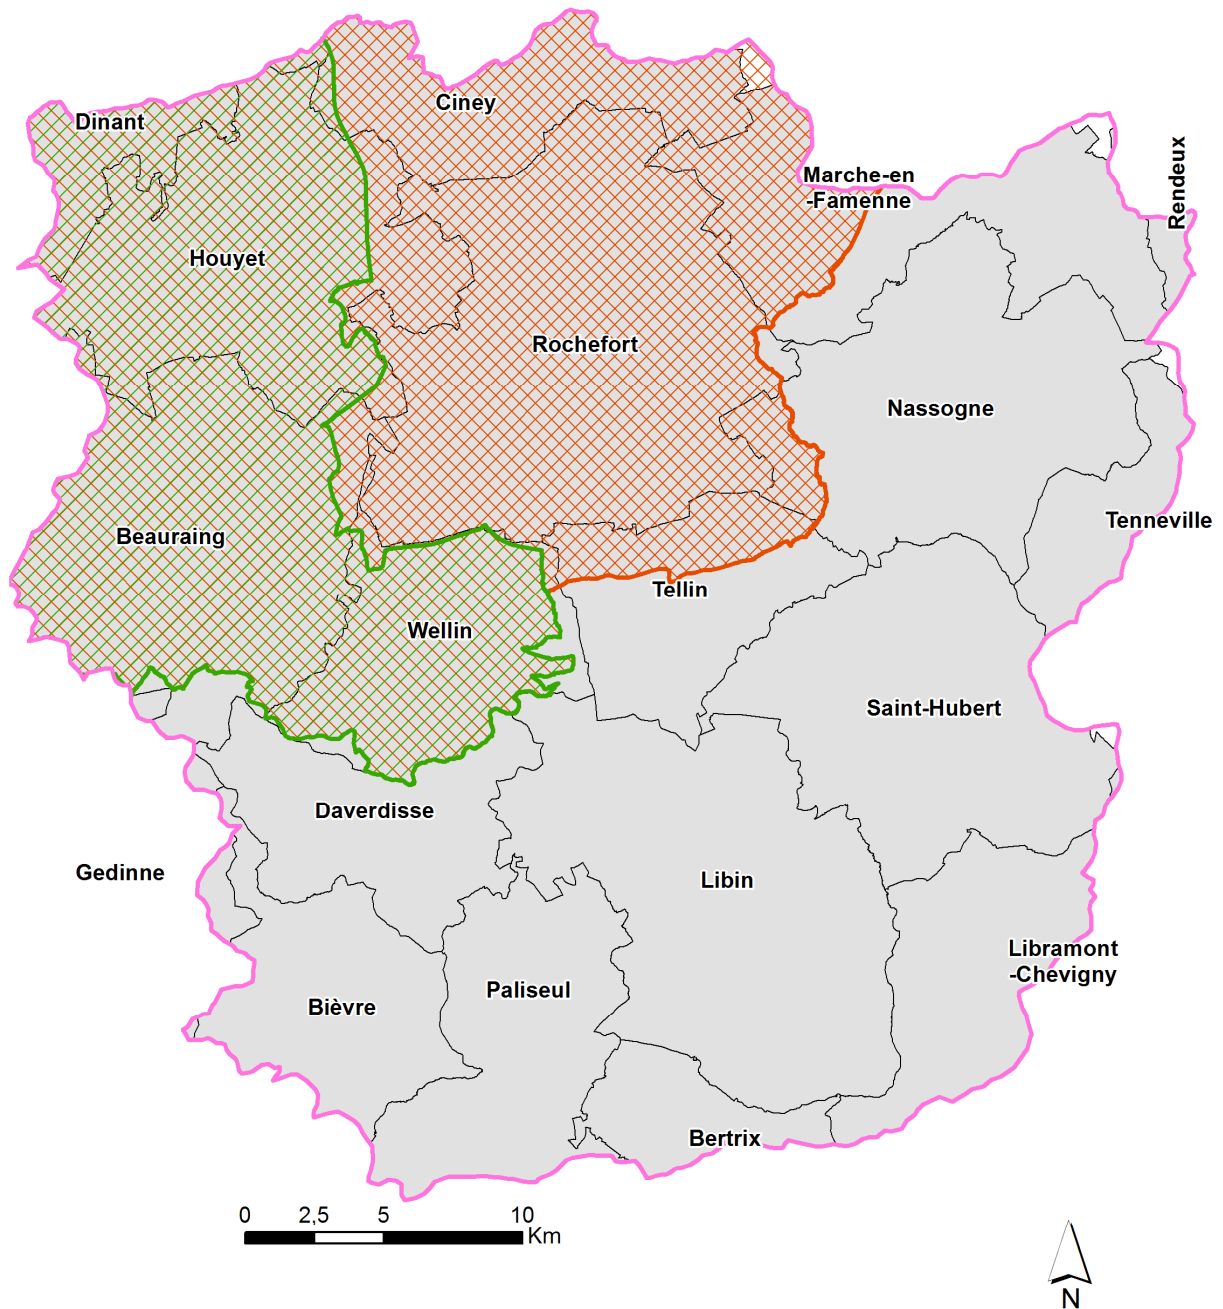 Ciney
Dinant
Rendeux
Marche-en
-Famenne
Houyet
Rochefort
Nassogne
Tenneville
Beauraing
Tellin
Wellin
Saint-Hubert
Daverdisse
Gedinne
Libin
Libramont
-Chevigny
Paliseul
Bièvre
Bertrix
0 2,5 5 10
Km
N